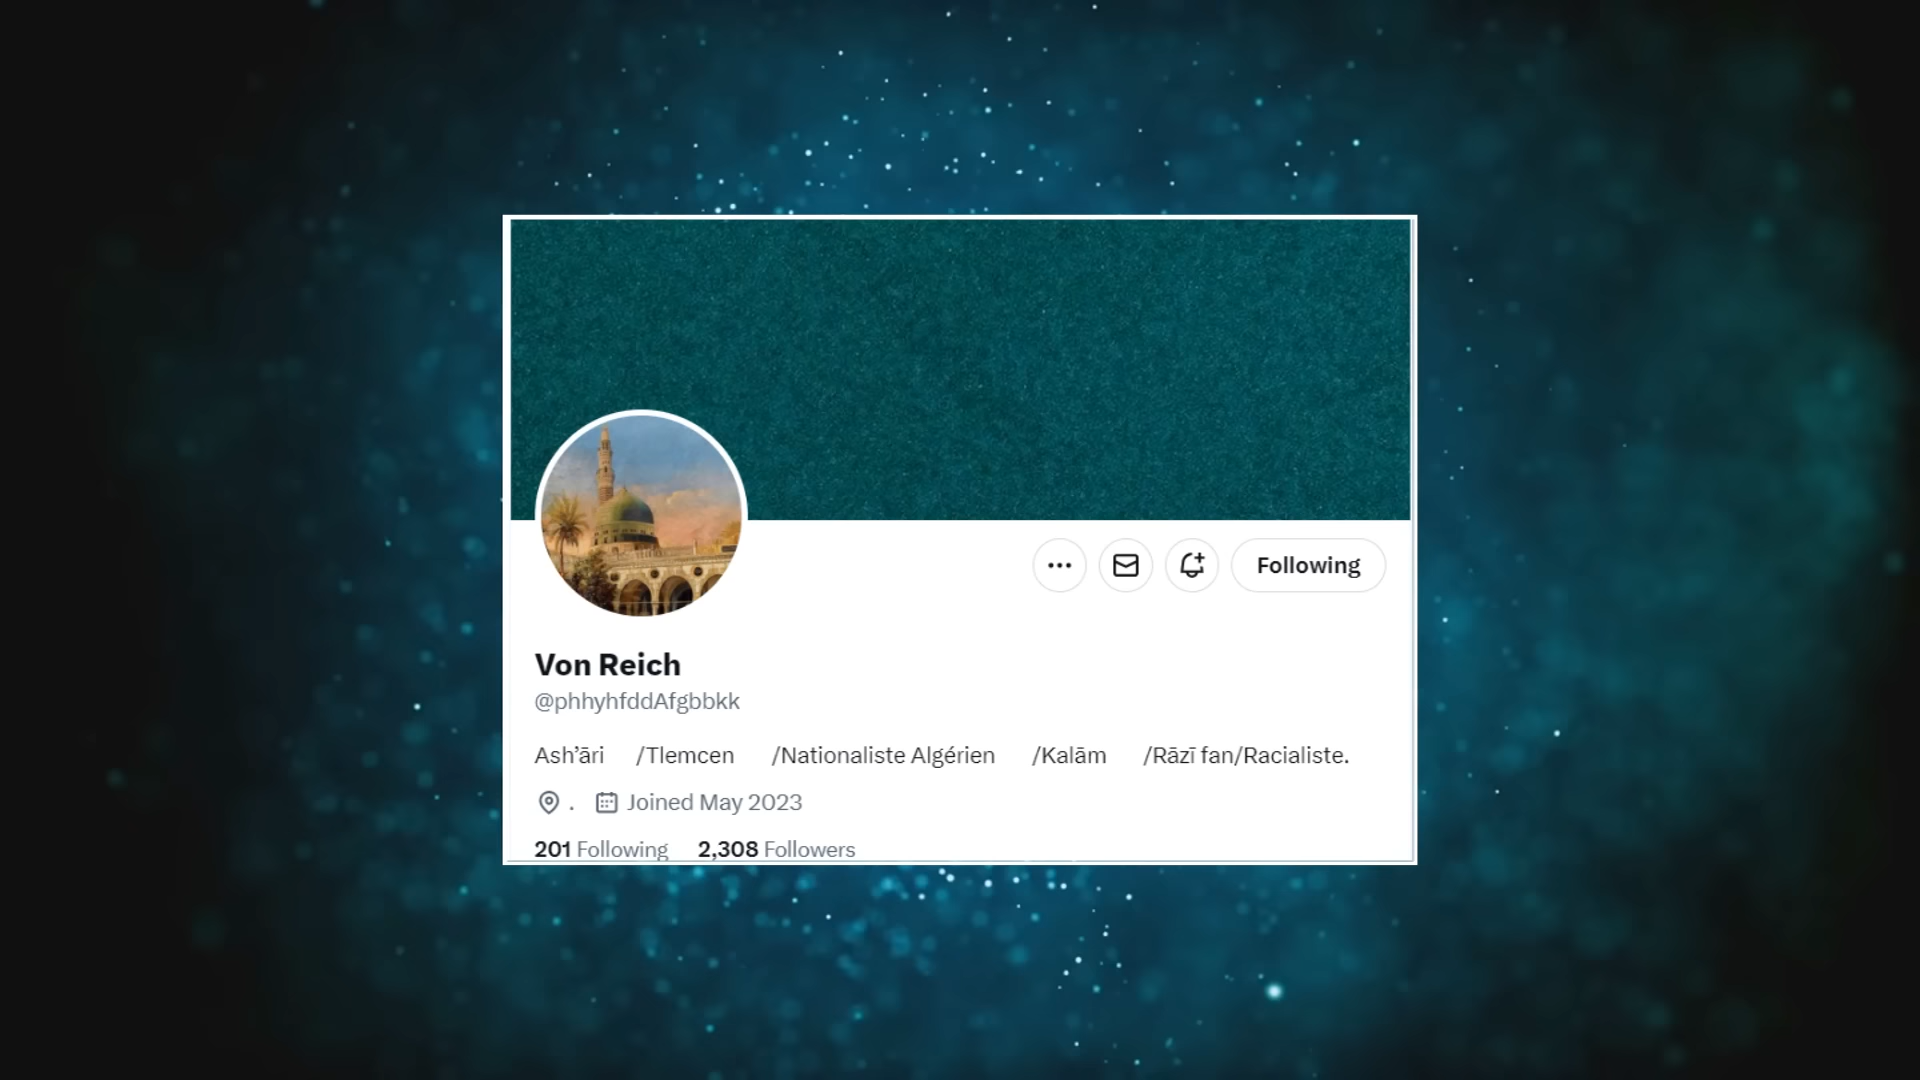 Following
Von Reich
@phhyhfddAfgbbkk
Ash’āri /Tlemcen /Nationaliste Algérien /Kalām /Rāzī fan/Racialiste.
. Joined May 2023
201 Following 2,308 Followers